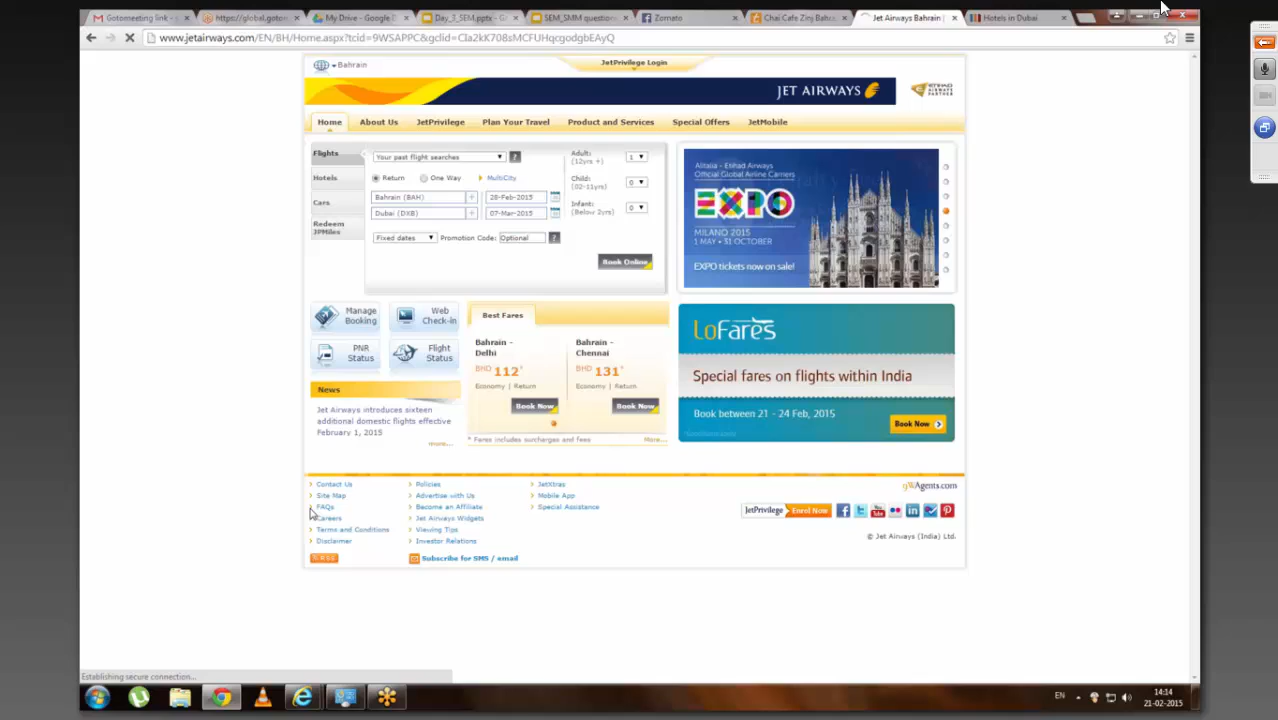 Gotomeeting link -
https://global.gotow
My Drive - Google D
Day_3_SEM.pptx - G
SEM_SMM question
Zomato
Chai Cafe Zinj Bahra
Jet Airways Bahrain |
Hotels in Dubai
www.jetairways.com/EN/BH/Home.aspx?tcid=9WSAPPC&gclid=CIa2kK708sMCFUHqcgodgbEAyQ
Bahrain
JetPrivilege Login
JET AIRWAYS
ETIHAD AIRWAYS PARTNER
Home About Us JetPrivilege Plan Your Travel Product and Services Special Offers JetMobile
Flights
Hotels
Cars
Redeem
JPMiles
Your past flight searches ?
Return One Way MultiCity
Bahrain (BAH) + 28-Feb-2015
Dubai (DXB) + 07-Mar-2015
Fixed dates Promotion Code: Optional ?
Adult: 1
(12yrs +)
Child: 0
(02-11yrs)
Infant: 0
(Below 2yrs)
Book Online
Alitalia - Etihad Airways
Official Global Airline Carriers
EXPO
MILANO 2015
1 MAY • 31 OCTOBER
EXPO tickets now on sale!
Manage
Booking
Web
Check-in
PNR
Status
Flight
Status
Best Fares
Bahrain -
Delhi
BHD 112*
Economy | Return
Book Now
Bahrain -
Chennai
BHD 131*
Economy | Return
Book Now
* Fares includes surcharges and fees More...
LoFares
Special fares on flights within India
Book between 21 - 24 Feb, 2015
Book Now
News
Jet Airways introduces sixteen
additional domestic flights effective
February 1, 2015
more...
Contact Us
Site Map
FAQs
Careers
Terms and Conditions
Disclaimer
RSS
Policies
Advertise with Us
Become an Affiliate
Jet Airways Widgets
Viewing Tips
Investor Relations
Subscribe for SMS / email
JetXtras
Mobile App
Special Assistance
9WAgents.com
JetPrivilege Enrol Now
© Jet Airways (India) Ltd.
Establishing secure connection...
EN
14:14
21-02-2015